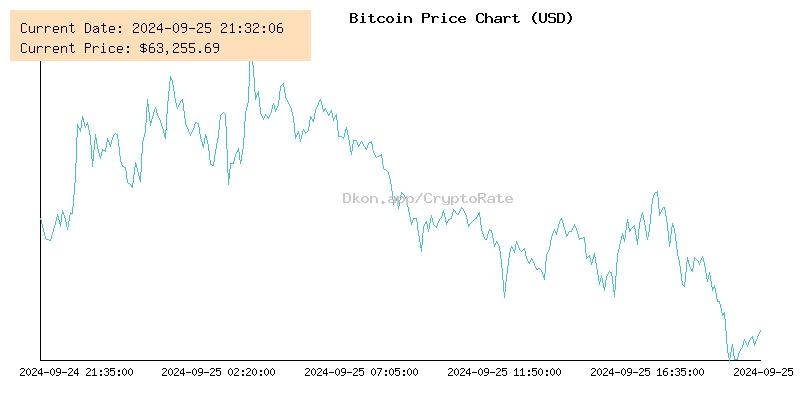 Bitcoin Price Chart (USD)
Current Date: 2024-09-25 21:32:06
Current Price: $63,255.69
Dkon.app/CryptoRate
2024-09-24 21:35:00 2024-09-25 02:20:00 2024-09-25 07:05:00 2024-09-25 11:50:00 2024-09-25 16:35:00 2024-09-25